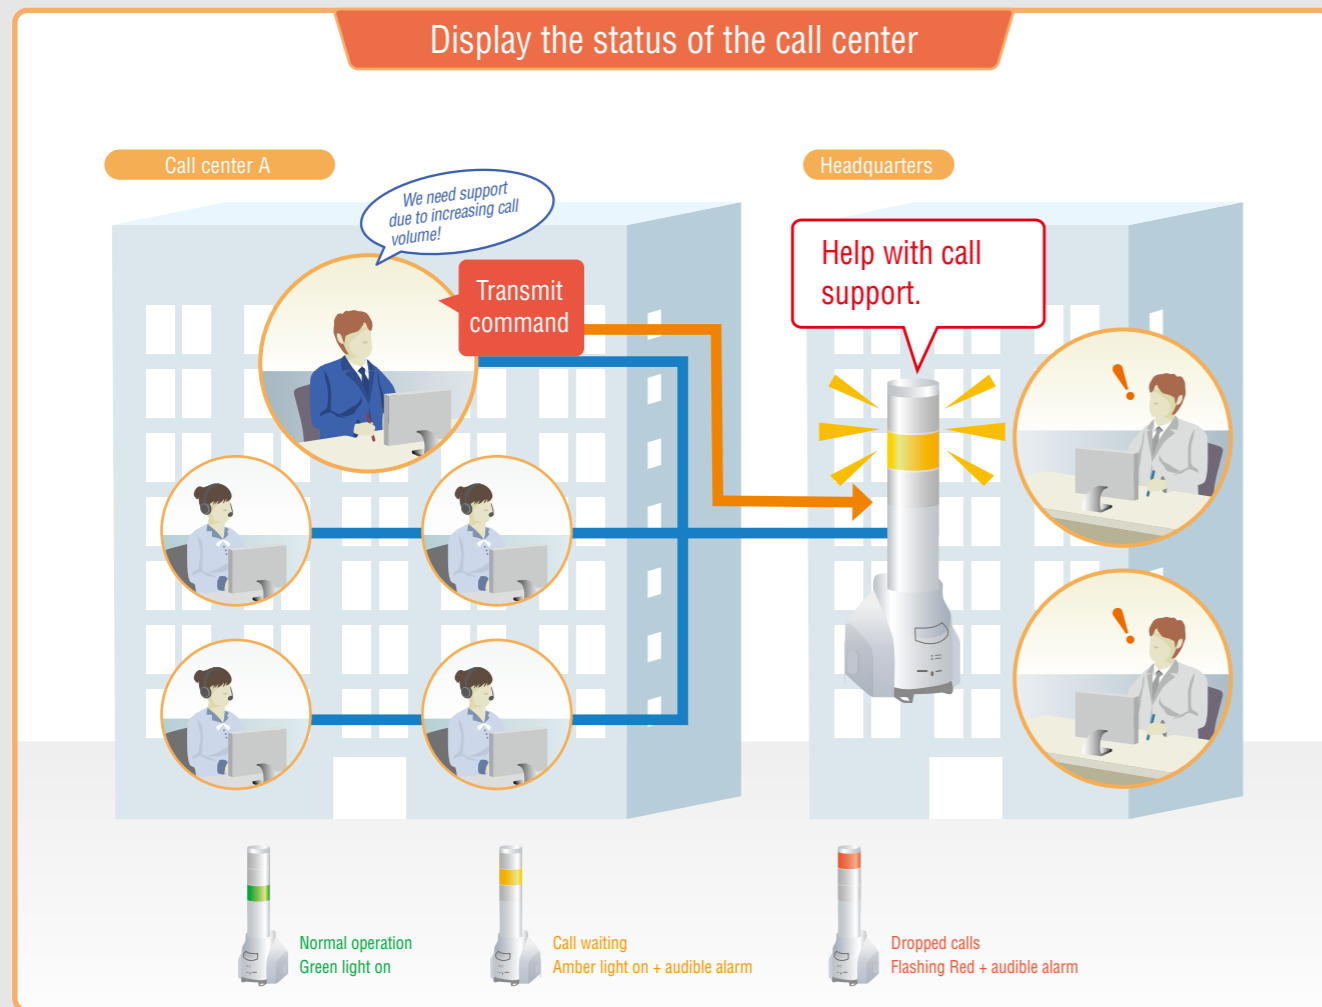 Display the status of the call center
Call center A
Headquarters
We need support
due to increasing call
volume!
Transmit
command
Help with call
support.
Normal operation
Green light on
Call waiting
Amber light on + audible alarm
Dropped calls
Flashing Red + audible alarm